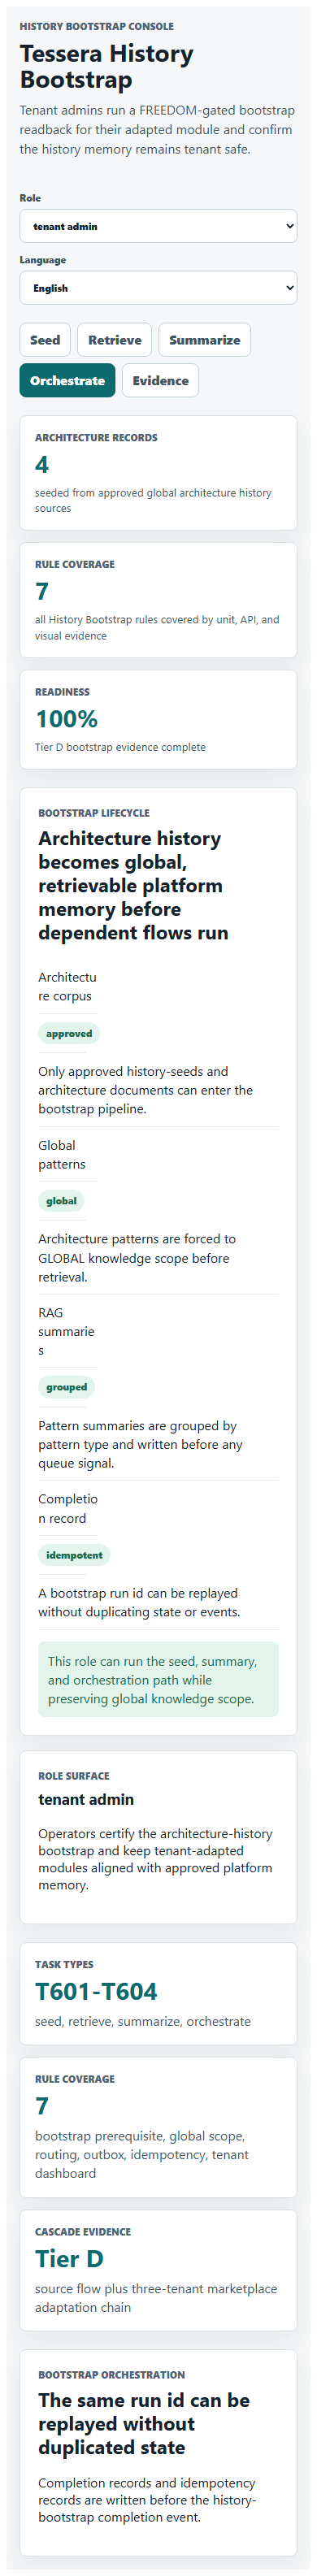 HISTORY BOOTSTRAP CONSOLE
Tessera History
Bootstrap
Tenant admins run a FREEDOM-gated bootstrap
readback for their adapted module and confirm
the history memory remains tenant safe.
Role
tenant admin
Language
English
Seed
Retrieve
Summarize
Orchestrate
Evidence
ARCHITECTURE RECORDS
4
seeded from approved global architecture history
sources
RULE COVERAGE
7
all History Bootstrap rules covered by unit, API, and
visual evidence
READINESS
100%
Tier D bootstrap evidence complete
BOOTSTRAP LIFECYCLE
Architecture history
becomes global,
retrievable platform
memory before
dependent flows run
Architectu
re corpus
approved
Only approved history-seeds and
architecture documents can enter the
bootstrap pipeline.
Global
patterns
global
Architecture patterns are forced to
GLOBAL knowledge scope before
retrieval.
RAG
summarie
s
grouped
Pattern summaries are grouped by
pattern type and written before any
queue signal.
Completio
n record
idempotent
A bootstrap run id can be replayed
without duplicating state or events.
This role can run the seed, summary,
and orchestration path while
preserving global knowledge scope.
ROLE SURFACE
tenant admin
Operators certify the architecture-history
bootstrap and keep tenant-adapted
modules aligned with approved platform
memory.
TASK TYPES
T601-T604
seed, retrieve, summarize, orchestrate
RULE COVERAGE
7
bootstrap prerequisite, global scope,
routing, outbox, idempotency, tenant
dashboard
CASCADE EVIDENCE
Tier D
source flow plus three-tenant marketplace
adaptation chain
BOOTSTRAP ORCHESTRATION
The same run id can be
replayed without
duplicated state
Completion records and idempotency
records are written before the history-
bootstrap completion event.